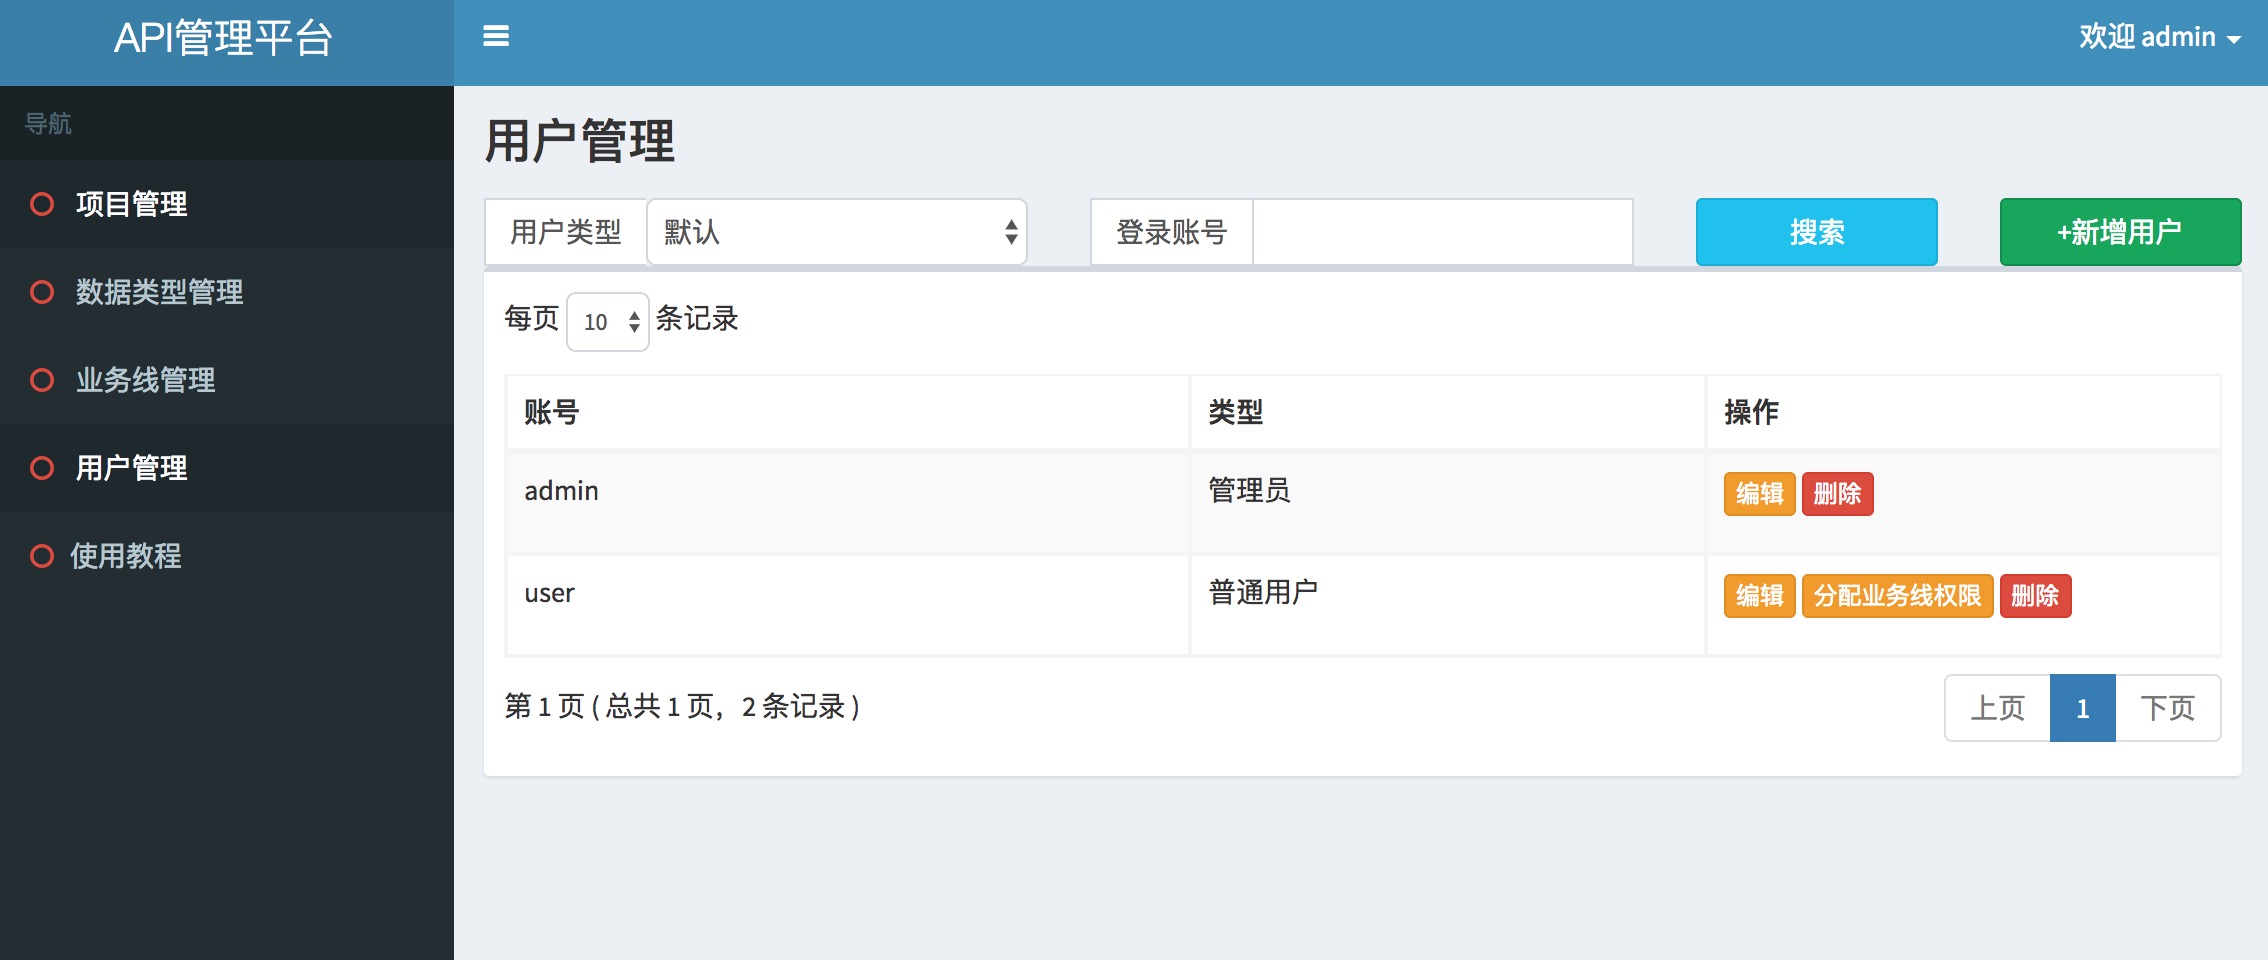 API管理平台
欢迎 admin
导航
项目管理
数据类型管理
业务线管理
用户管理
使用教程
用户管理
用户类型 默认 登录账号 搜索 +新增用户
每页 10 条记录
账号 类型 操作
admin 管理员 编辑 删除
user 普通用户 编辑 分配业务线权限 删除
第 1 页 ( 总共 1 页，2 条记录 ) 上页 1 下页